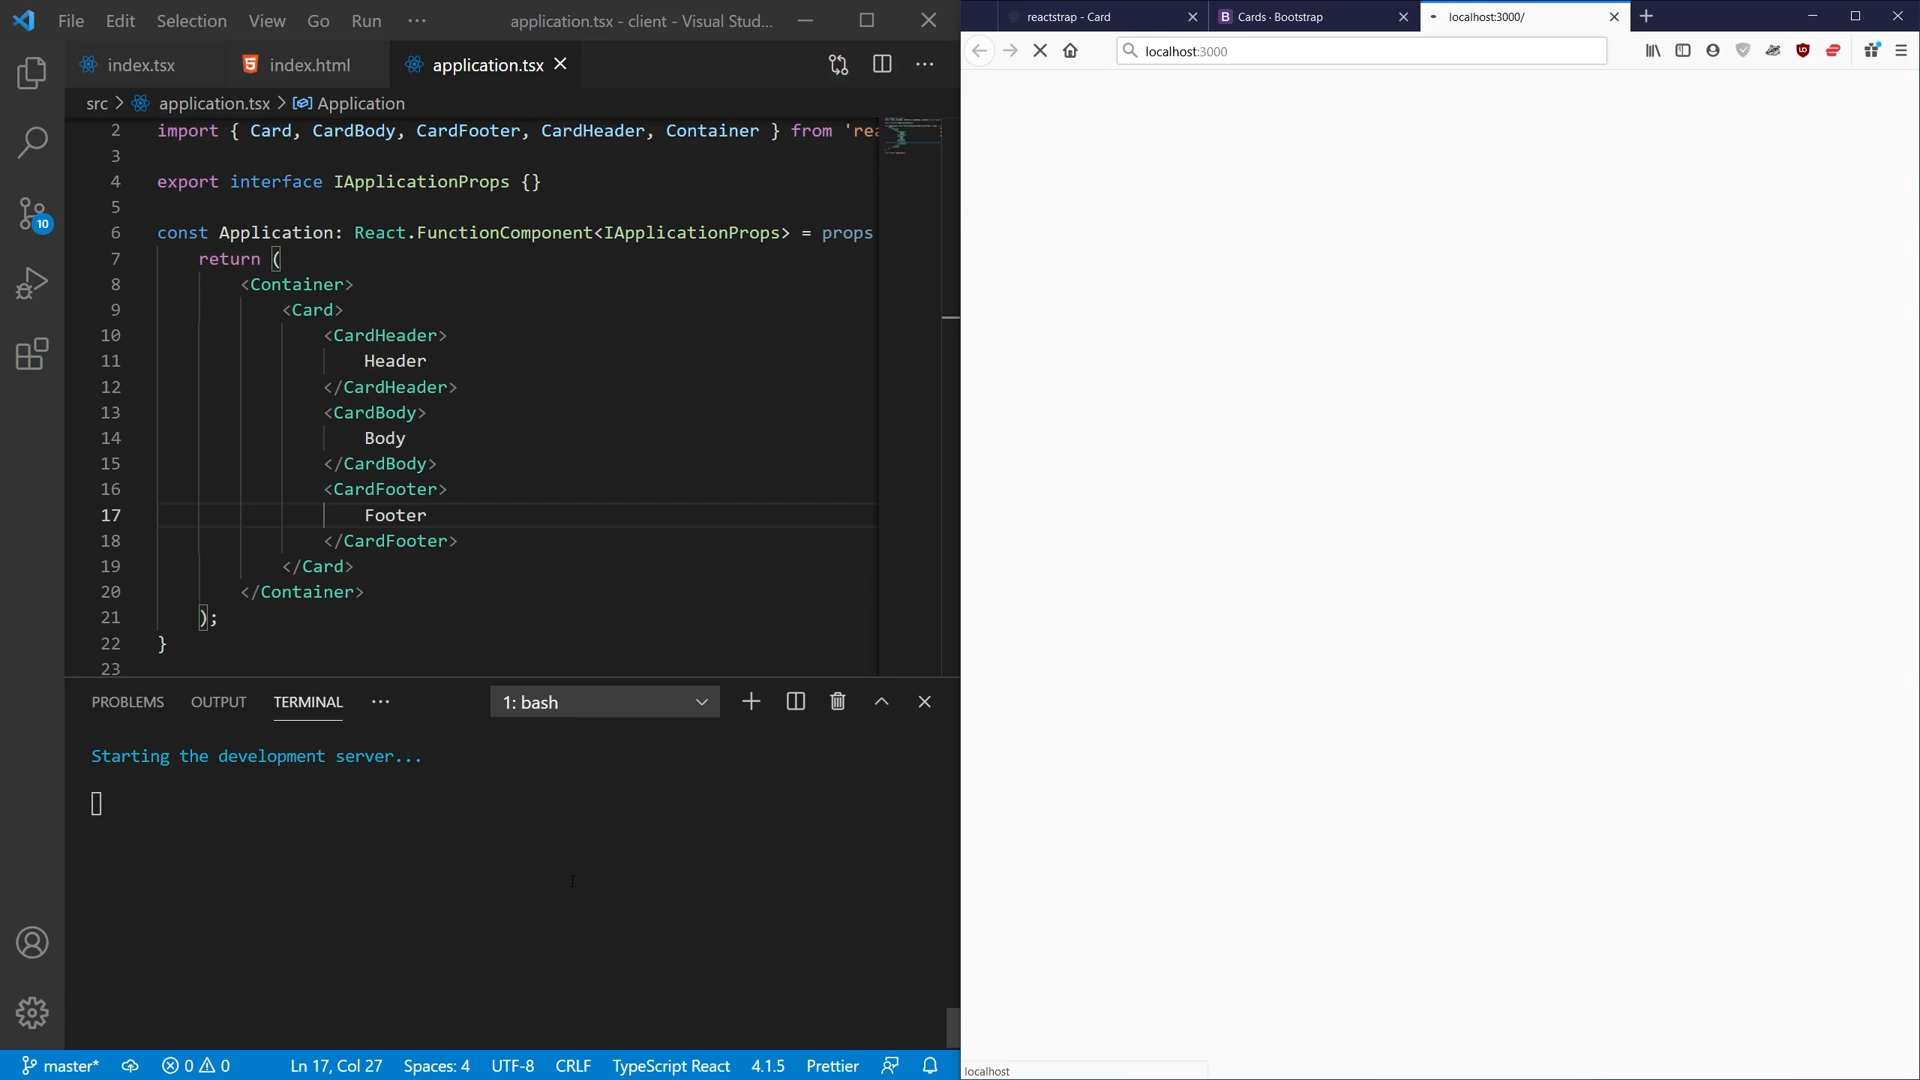 File Edit Selection View Go Run ··· application.tsx - client - Visual Stud...
index.tsx index.html application.tsx
src > application.tsx > Application
2 import { Card, CardBody, CardFooter, CardHeader, Container } from 'rea
3
4 export interface IApplicationProps {}
5
6 const Application: React.FunctionComponent<IApplicationProps> = props
7 return (
8 <Container>
9 <Card>
10 <CardHeader>
11 Header
12 </CardHeader>
13 <CardBody>
14 Body
15 </CardBody>
16 <CardFooter>
17 Footer
18 </CardFooter>
19 </Card>
20 </Container>
21 );
22 }
23
PROBLEMS OUTPUT TERMINAL ··· 1: bash
Starting the development server...
10
master* 0 0 Ln 17, Col 27 Spaces: 4 UTF-8 CRLF TypeScript React 4.1.5 Prettier
reactstrap - Card Cards · Bootstrap localhost:3000/
localhost:3000
localhost